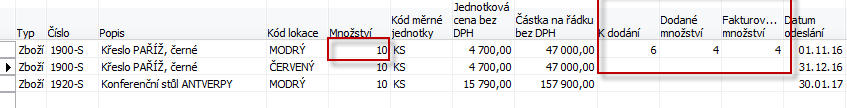 Typ Číslo Popis Kód lokace Množství Kód měrné jednotky Jednotková cena bez DPH Částka na řádku bez DPH K dodání Dodané množství Fakturov... množství Datum odeslání
Zboží 1900-S Křeslo PAŘÍŽ, černé MODRÝ 10 KS 4 700,00 47 000,00 6 4 4 01.11.16
Zboží 1900-S Křeslo PAŘÍŽ, černé ČERVENÝ 10 KS 4 700,00 47 000,00 31.12.16
Zboží 1920-S Konferenční stůl ANTVERPY MODRÝ 10 KS 15 790,00 157 900,00 30.01.17